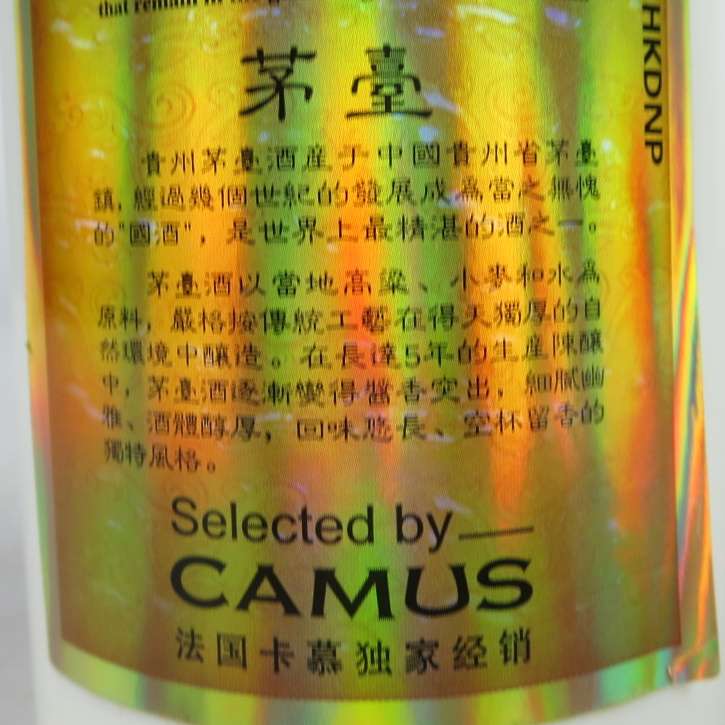 that remain in
茅臺
貴州茅臺酒産于中國貴州省茅臺
鎮，經過幾個世紀的發展成爲當之無愧
的"國酒"，是世界上最精湛的酒之一。
茅臺酒以當地高粱、小麥和水爲
原料，嚴格按傳統工藝在得天獨厚的自
然環境中釀造。在長達5年的生産陳釀
中，茅臺酒逐漸變得醬香突出，細膩幽
雅、酒體醇厚，回味悠長、空杯留香的
獨特風格。
Selected by
CAMUS
法国卡慕独家经销
HKDNP